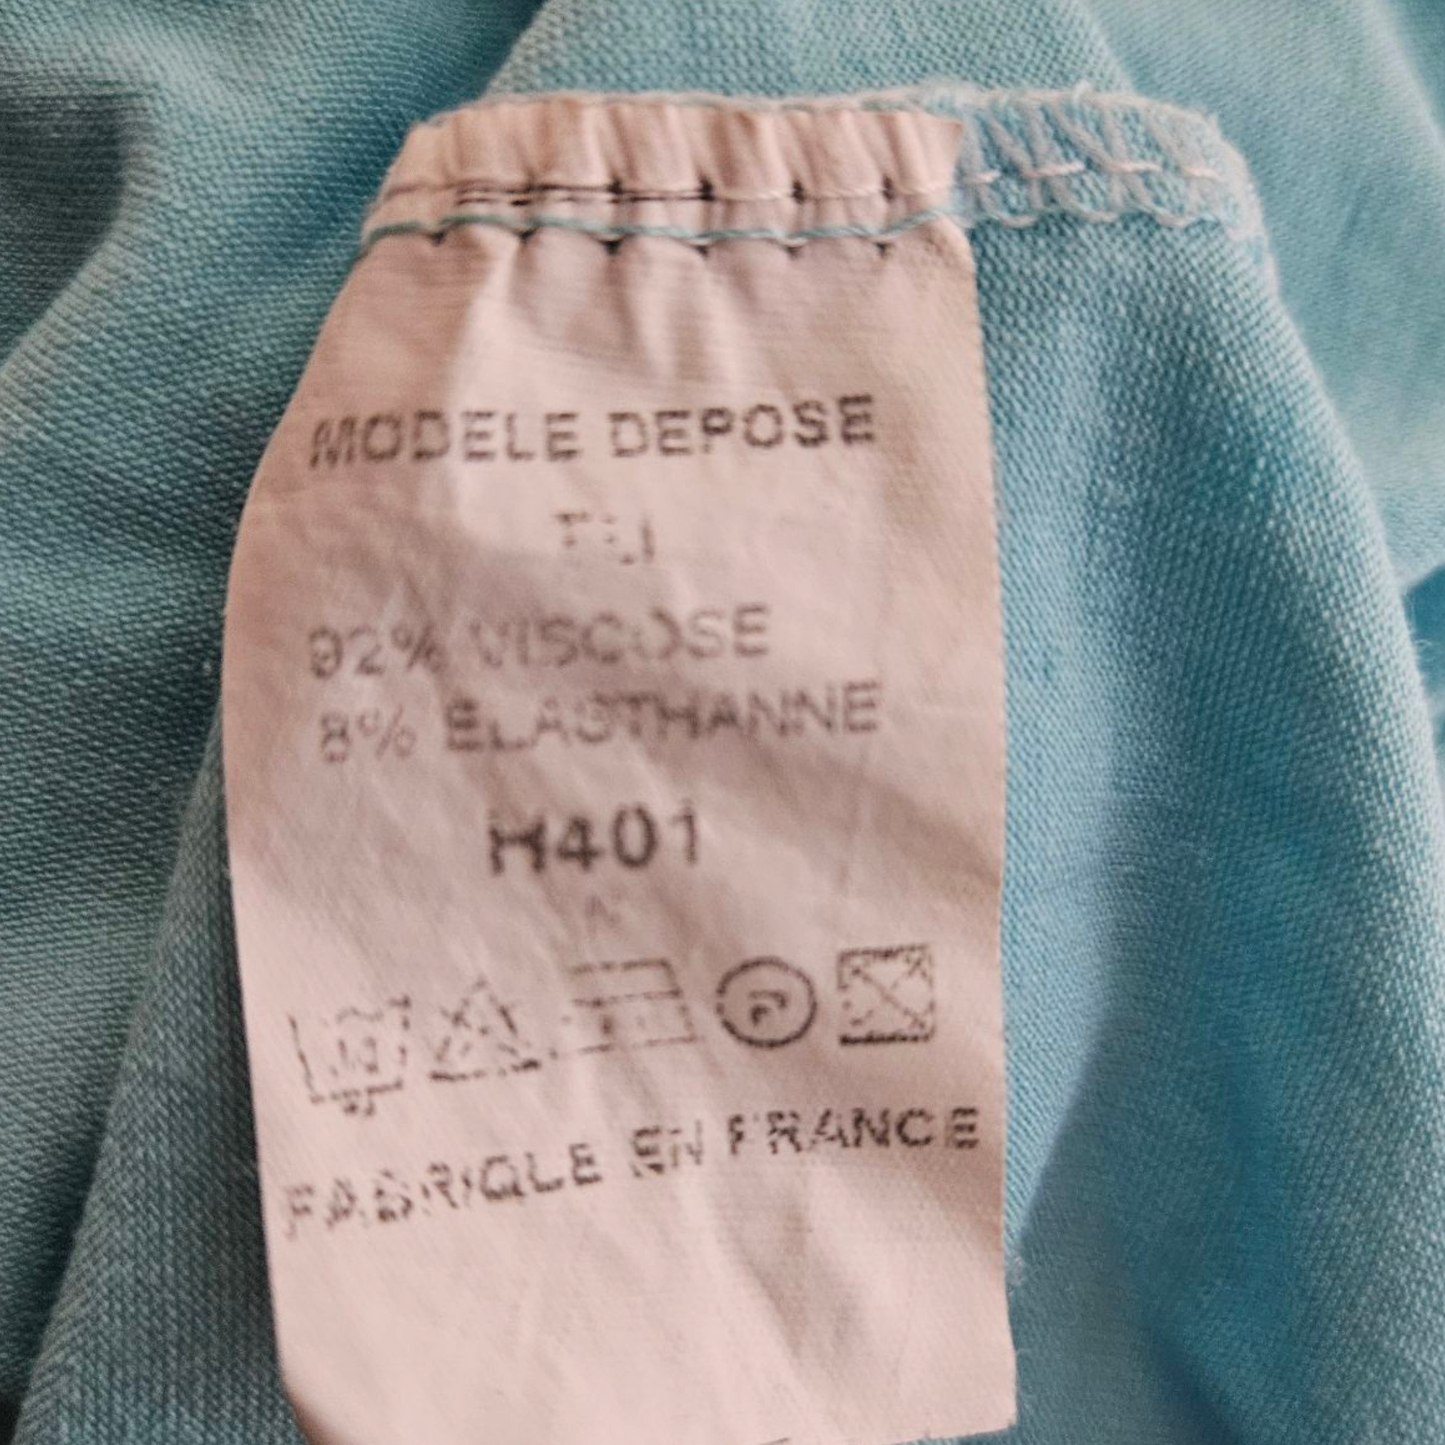 MODELE DEPOSE
TU
92% VISCOSE
8% ELASTHANNE
H401
P
FABRIQUE EN FRANCE